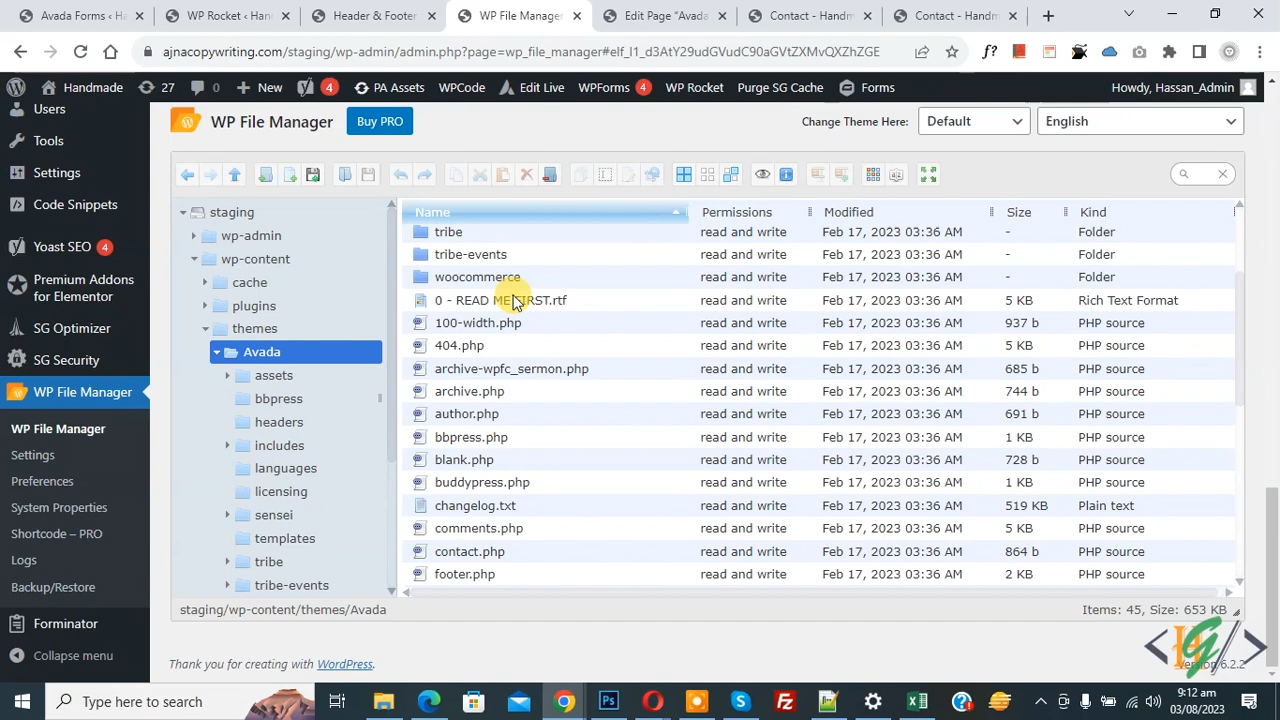 Avada Forms ‹ Ha
WP Rocket ‹ Han
Header & Footer
WP File Manager
Edit Page "Avada
Contact - Handm
Contact - Handm
ajnacopywriting.com/staging/wp-admin/admin.php?page=wp_file_manager#elf_l1_d3AtY29udGVudC90aGVtZXMvQXZhZGE
Handmade 27 0 New 4 PA Assets WPCode Edit Live WPForms 4 WP Rocket Purge SG Cache Forms Howdy, Hassan_Admin
Users
Tools
Settings
Code Snippets
Yoast SEO 4
Premium Addons
for Elementor
SG Optimizer
SG Security
WP File Manager
WP File Manager
Settings
Preferences
System Properties
Shortcode – PRO
Logs
Backup/Restore
Forminator
Collapse menu
WP File Manager Buy PRO Change Theme Here: Default English
staging
wp-admin
wp-content
cache
plugins
themes
Avada
assets
bbpress
headers
includes
languages
licensing
sensei
templates
tribe
tribe-events
Name Permissions Modified Size Kind
tribe read and write Feb 17, 2023 03:36 AM - Folder
tribe-events read and write Feb 17, 2023 03:36 AM - Folder
woocommerce read and write Feb 17, 2023 03:36 AM - Folder
0 - READ ME FIRST.rtf read and write Feb 17, 2023 03:36 AM 5 KB Rich Text Format
100-width.php read and write Feb 17, 2023 03:36 AM 937 b PHP source
404.php read and write Feb 17, 2023 03:36 AM 5 KB PHP source
archive-wpfc_sermon.php read and write Feb 17, 2023 03:36 AM 685 b PHP source
archive.php read and write Feb 17, 2023 03:36 AM 744 b PHP source
author.php read and write Feb 17, 2023 03:36 AM 691 b PHP source
bbpress.php read and write Feb 17, 2023 03:36 AM 1 KB PHP source
blank.php read and write Feb 17, 2023 03:36 AM 728 b PHP source
buddypress.php read and write Feb 17, 2023 03:36 AM 1 KB PHP source
changelog.txt read and write Feb 17, 2023 03:36 AM 519 KB Plain text
comments.php read and write Feb 17, 2023 03:36 AM 5 KB PHP source
contact.php read and write Feb 17, 2023 03:36 AM 864 b PHP source
footer.php read and write Feb 17, 2023 03:36 AM 2 KB PHP source
staging/wp-content/themes/Avada Items: 45, Size: 653 KB
Thank you for creating with WordPress. Version 6.2.2
Type here to search
9:12 am
03/08/2023